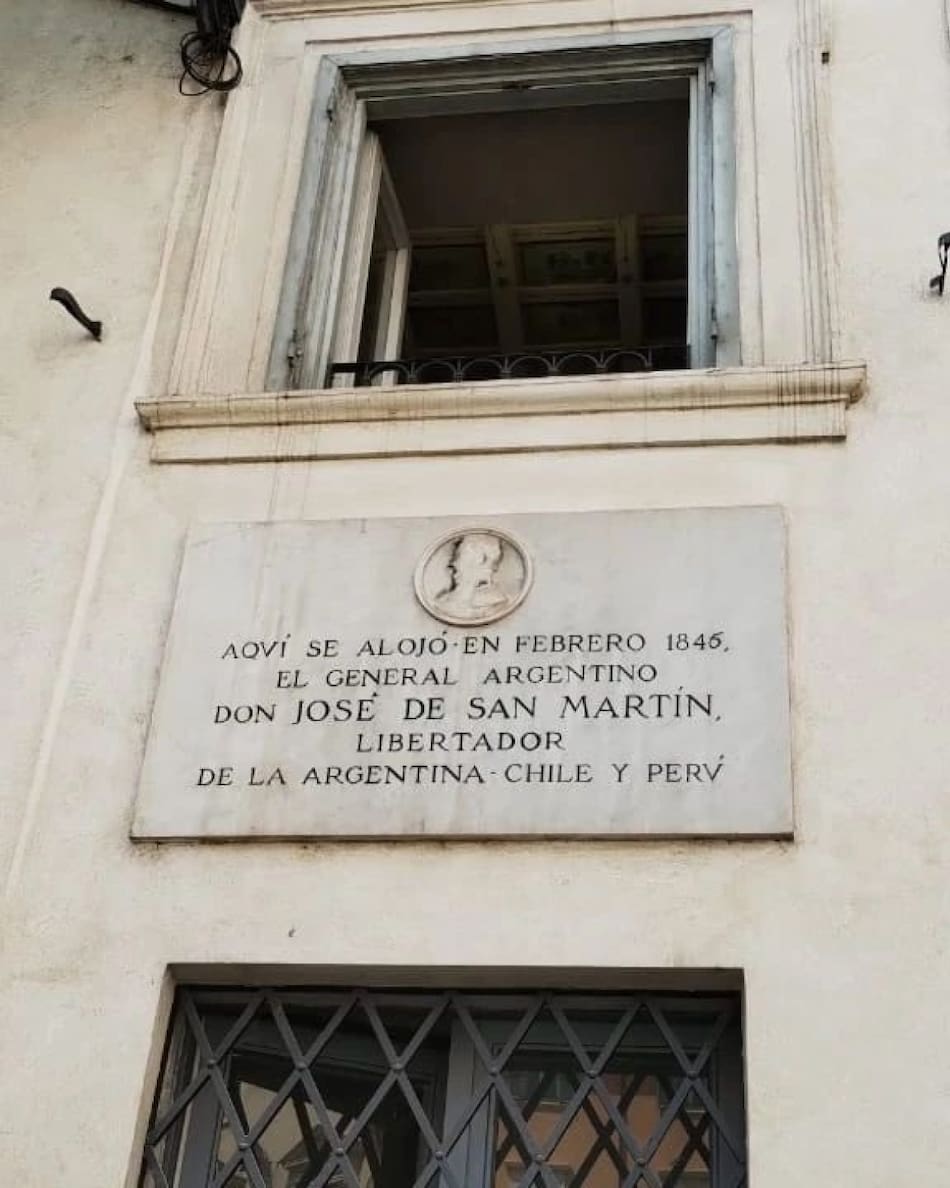 AQVÍ SE ALOJÓ·EN FEBRERO 1846,
EL GENERAL ARGENTINO
DON JOSÉ DE SAN MARTÍN,
LIBERTADOR
DE LA ARGENTINA-CHILE Y PERV́